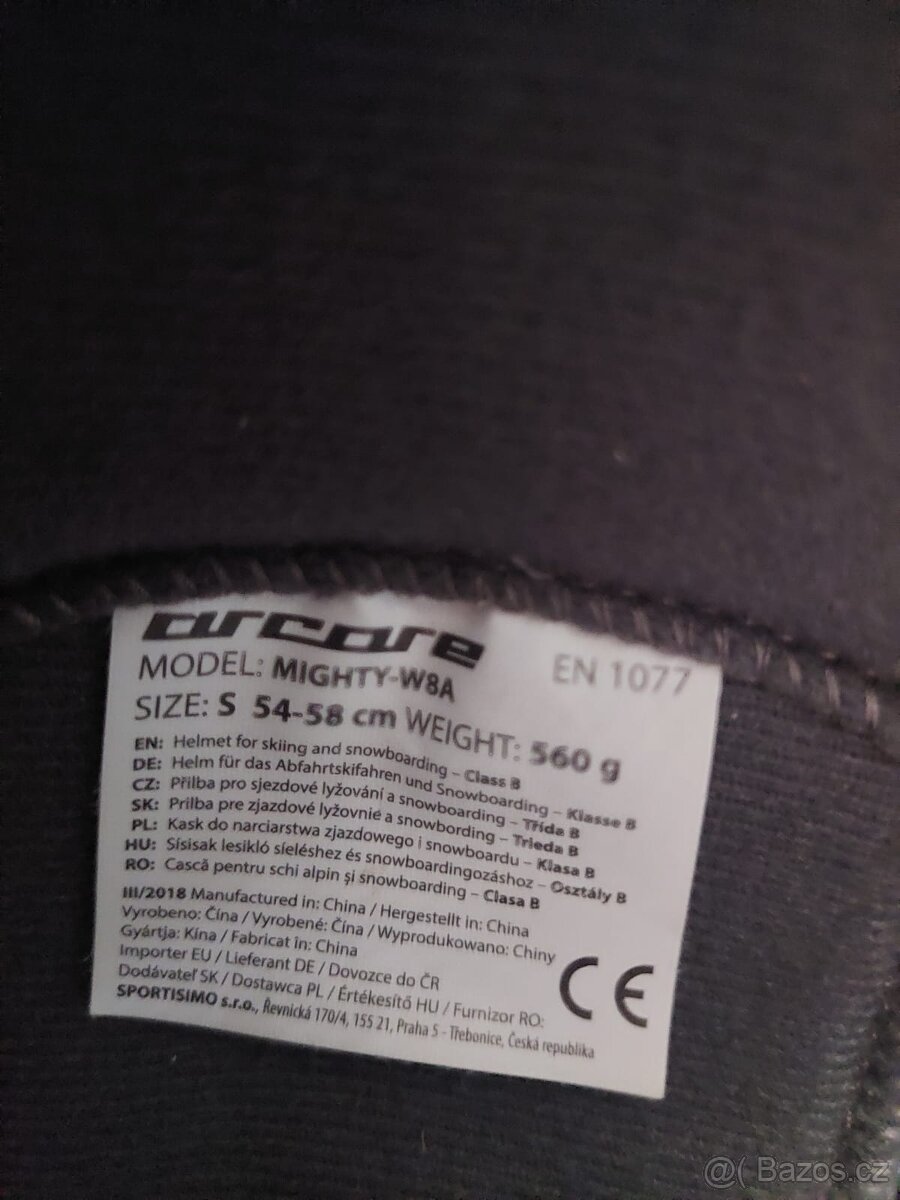 arcore
EN 1077
MODEL: MIGHTY-W8A
SIZE: S 54-58 cm WEIGHT: 560 g
EN: Helmet for skiing and snowboarding – Class B
DE: Helm für das Abfahrtskifahren und Snowboarding – Klasse B
CZ: Přilba pro sjezdové lyžování a snowboarding – Třída B
SK: Prilba pre zjazdové lyžovnié a snowbording – Trieda B
PL: Kask do narciarstwa zjazdowego i snowboardu – Klasa B
HU: Sísisak lesikló síeléshez és snowboardingozáshoz – Osztály B
RO: Cască pentru schi alpin și snowboarding – Clasa B
III/2018 Manufactured in: China / Hergestellt in: China
Vyrobeno: Čína / Vyrobené: Čína / Wyprodukowano: Chiny
Gyártja: Kína / Fabricat în: China
Importer EU / Lieferant DE / Dovozce do ČR
Dodávateľ SK / Dostawca PL / Értékesítő HU / Furnizor RO:
SPORTISIMO s.r.o., Řevnická 170/4, 155 21, Praha 5 - Třebonice, Česká republika
CE
@( Bazos.cz